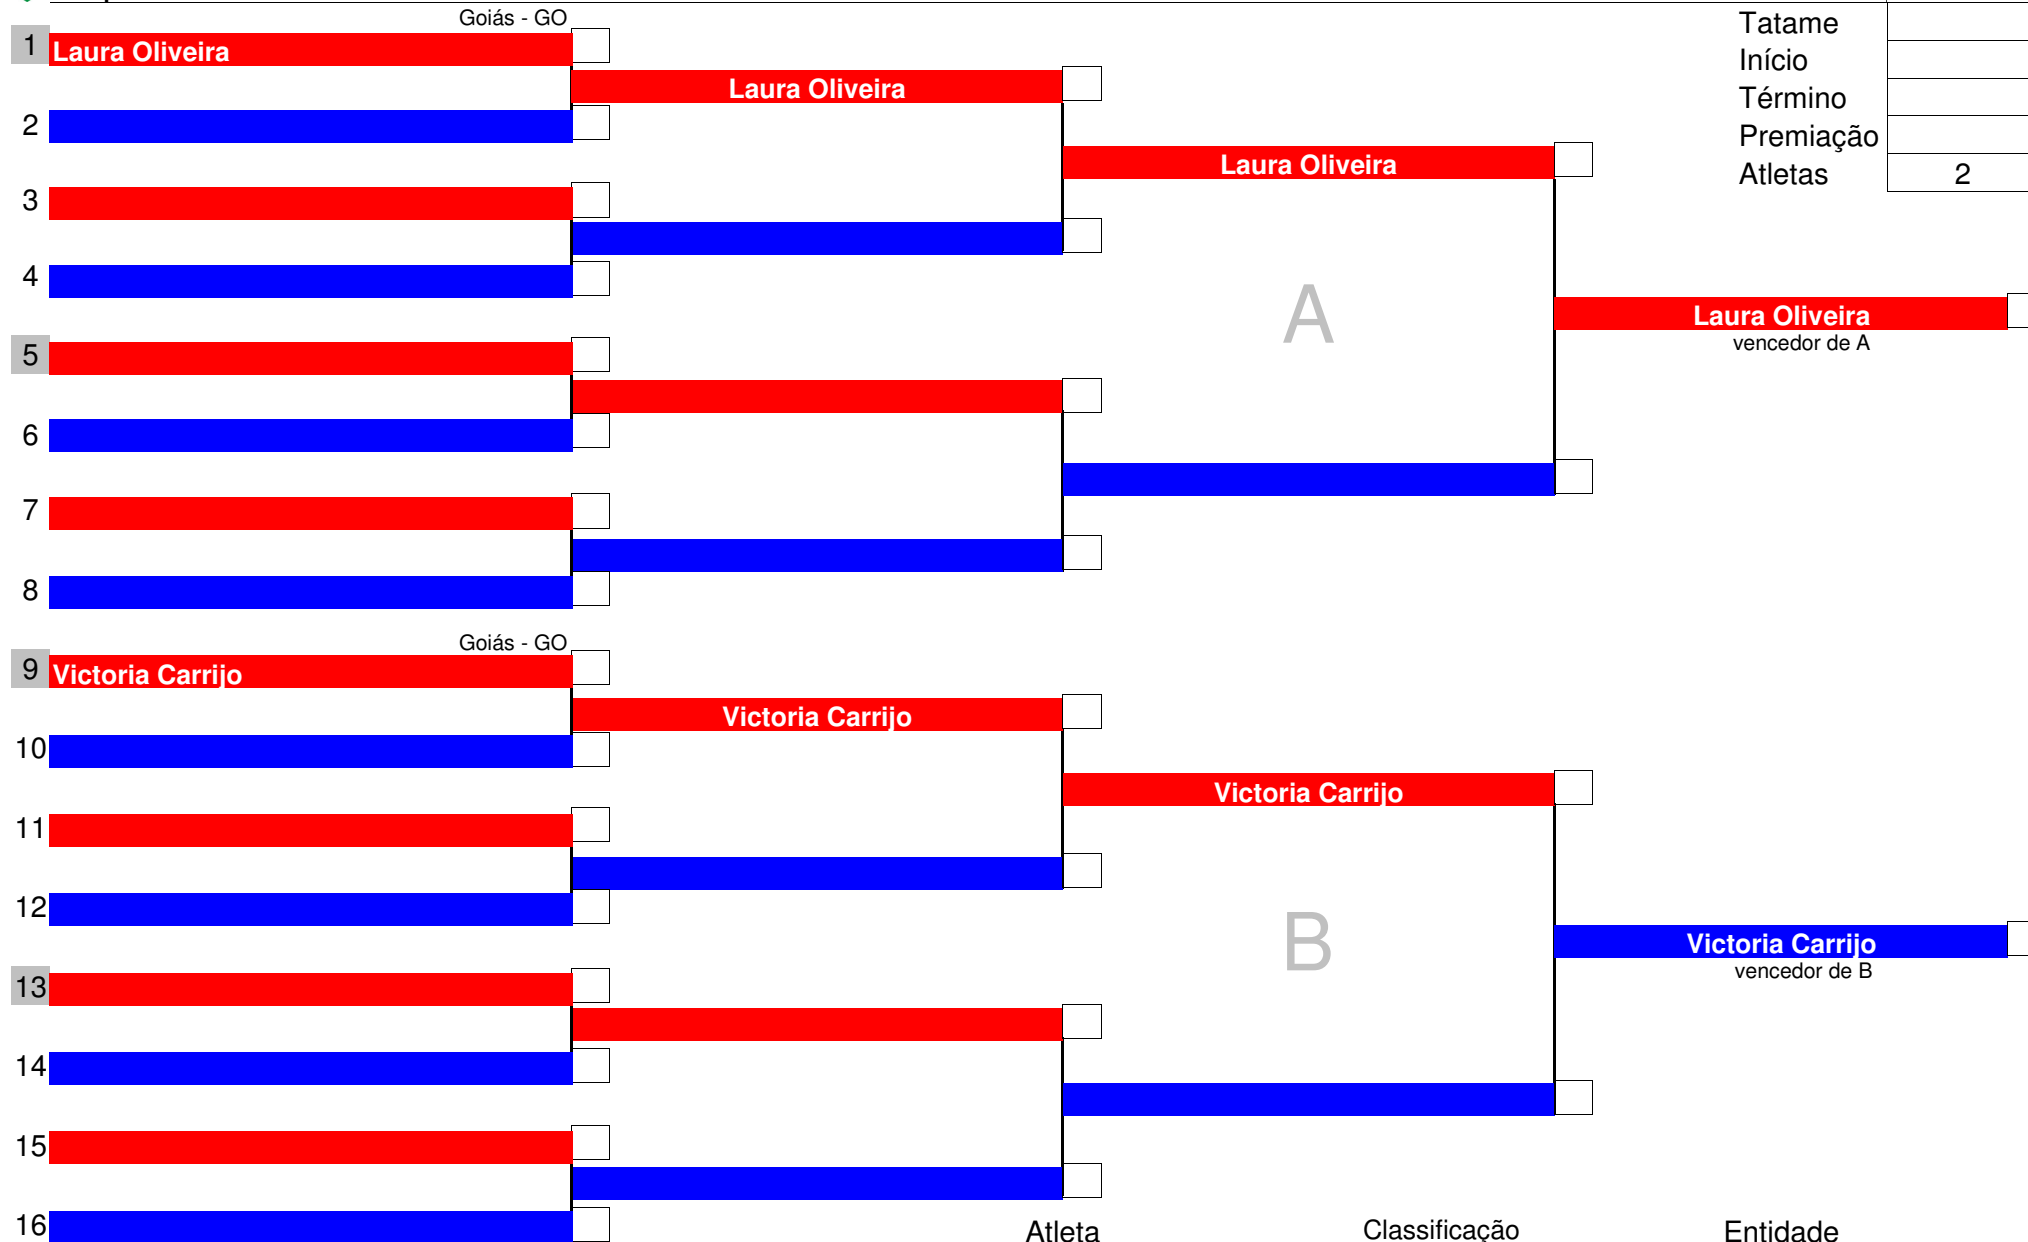 Goiás - GO
1 Laura Oliveira
Laura Oliveira
2
Laura Oliveira
3
4
A
Laura Oliveira
vencedor de A
5
6
7
8
Tatame
Início
Término
Premiação
Atletas 2
Goiás - GO
9 Victoria Carrijo
Victoria Carrijo
10
Victoria Carrijo
11
12
B
Victoria Carrijo
vencedor de B
13
14
15
16
Atleta Classificação Entidade